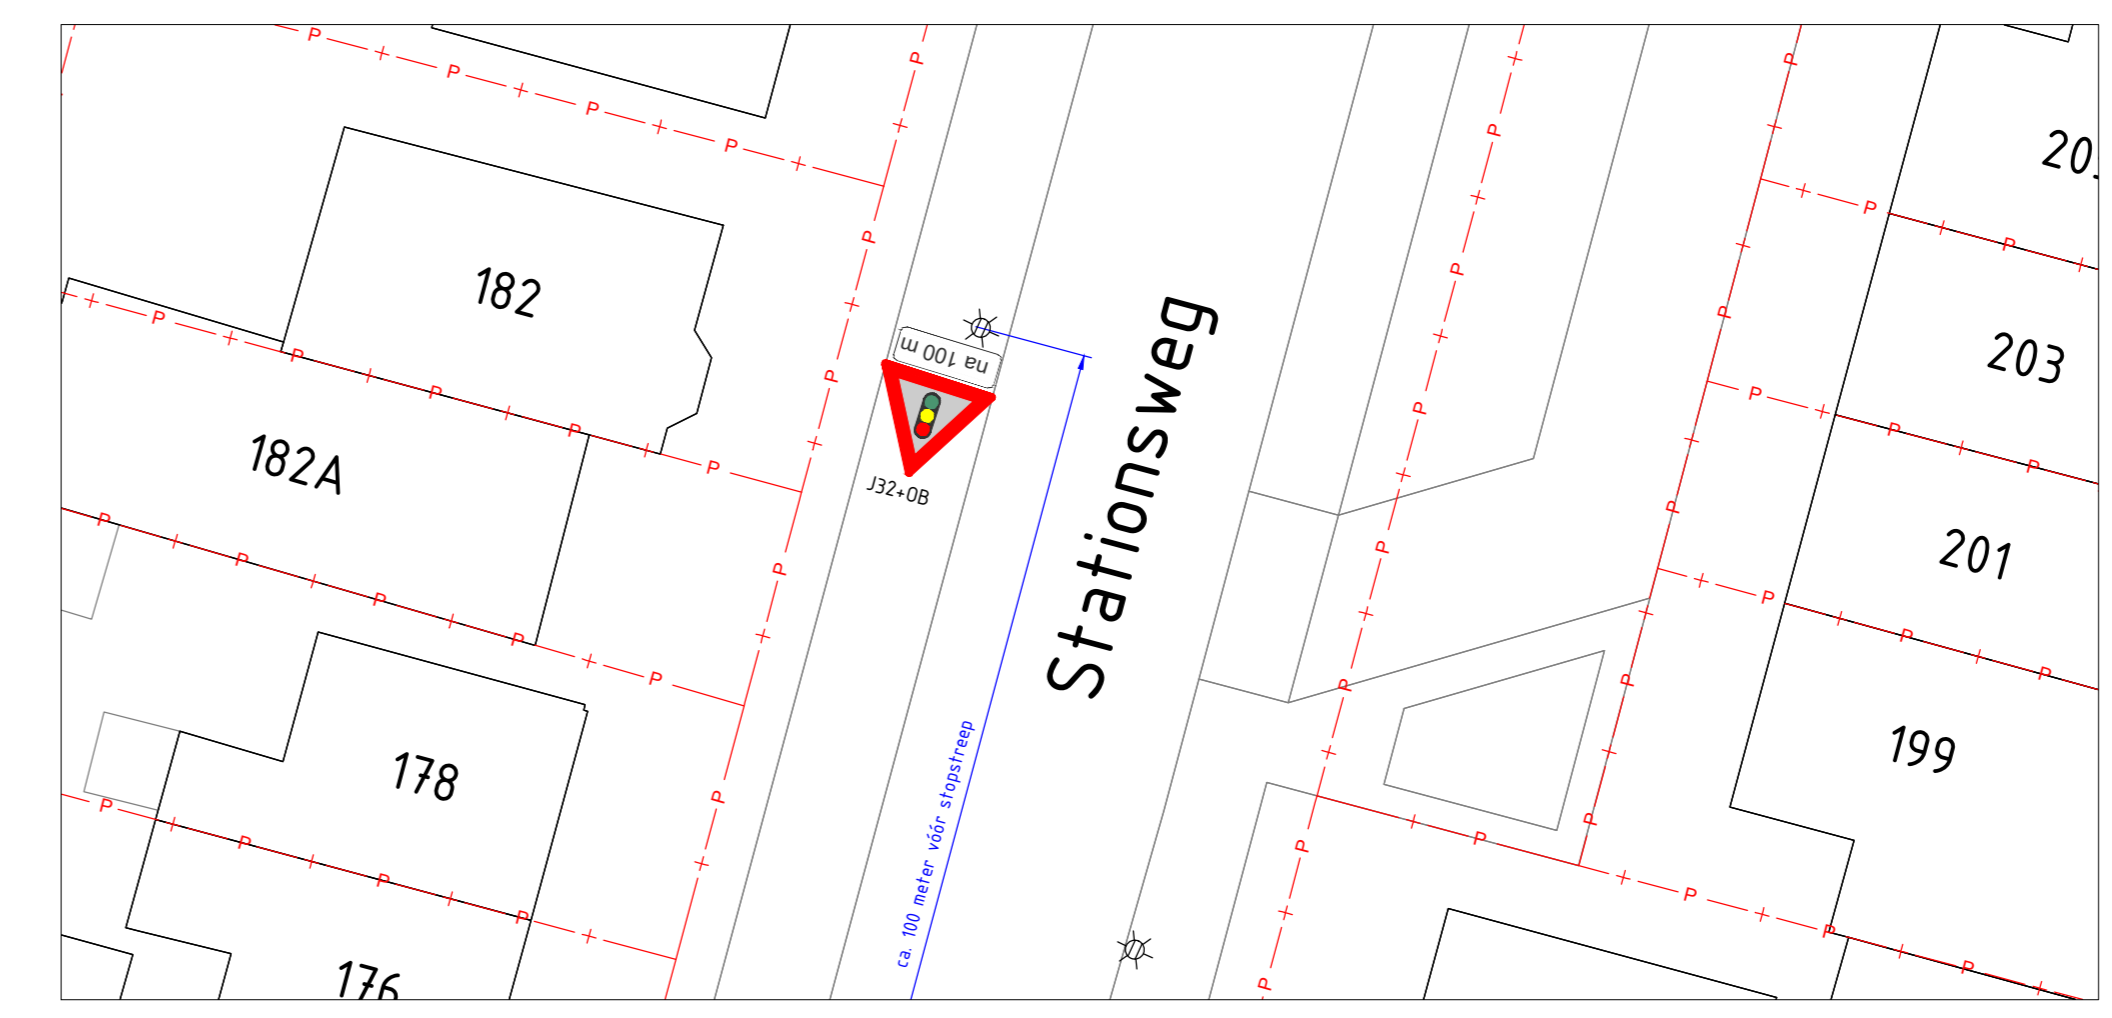 182
182A
178
176
na 100 m
J32+OB
Stationsweg
ca. 100 meter vóór stopstreep
203
201
199